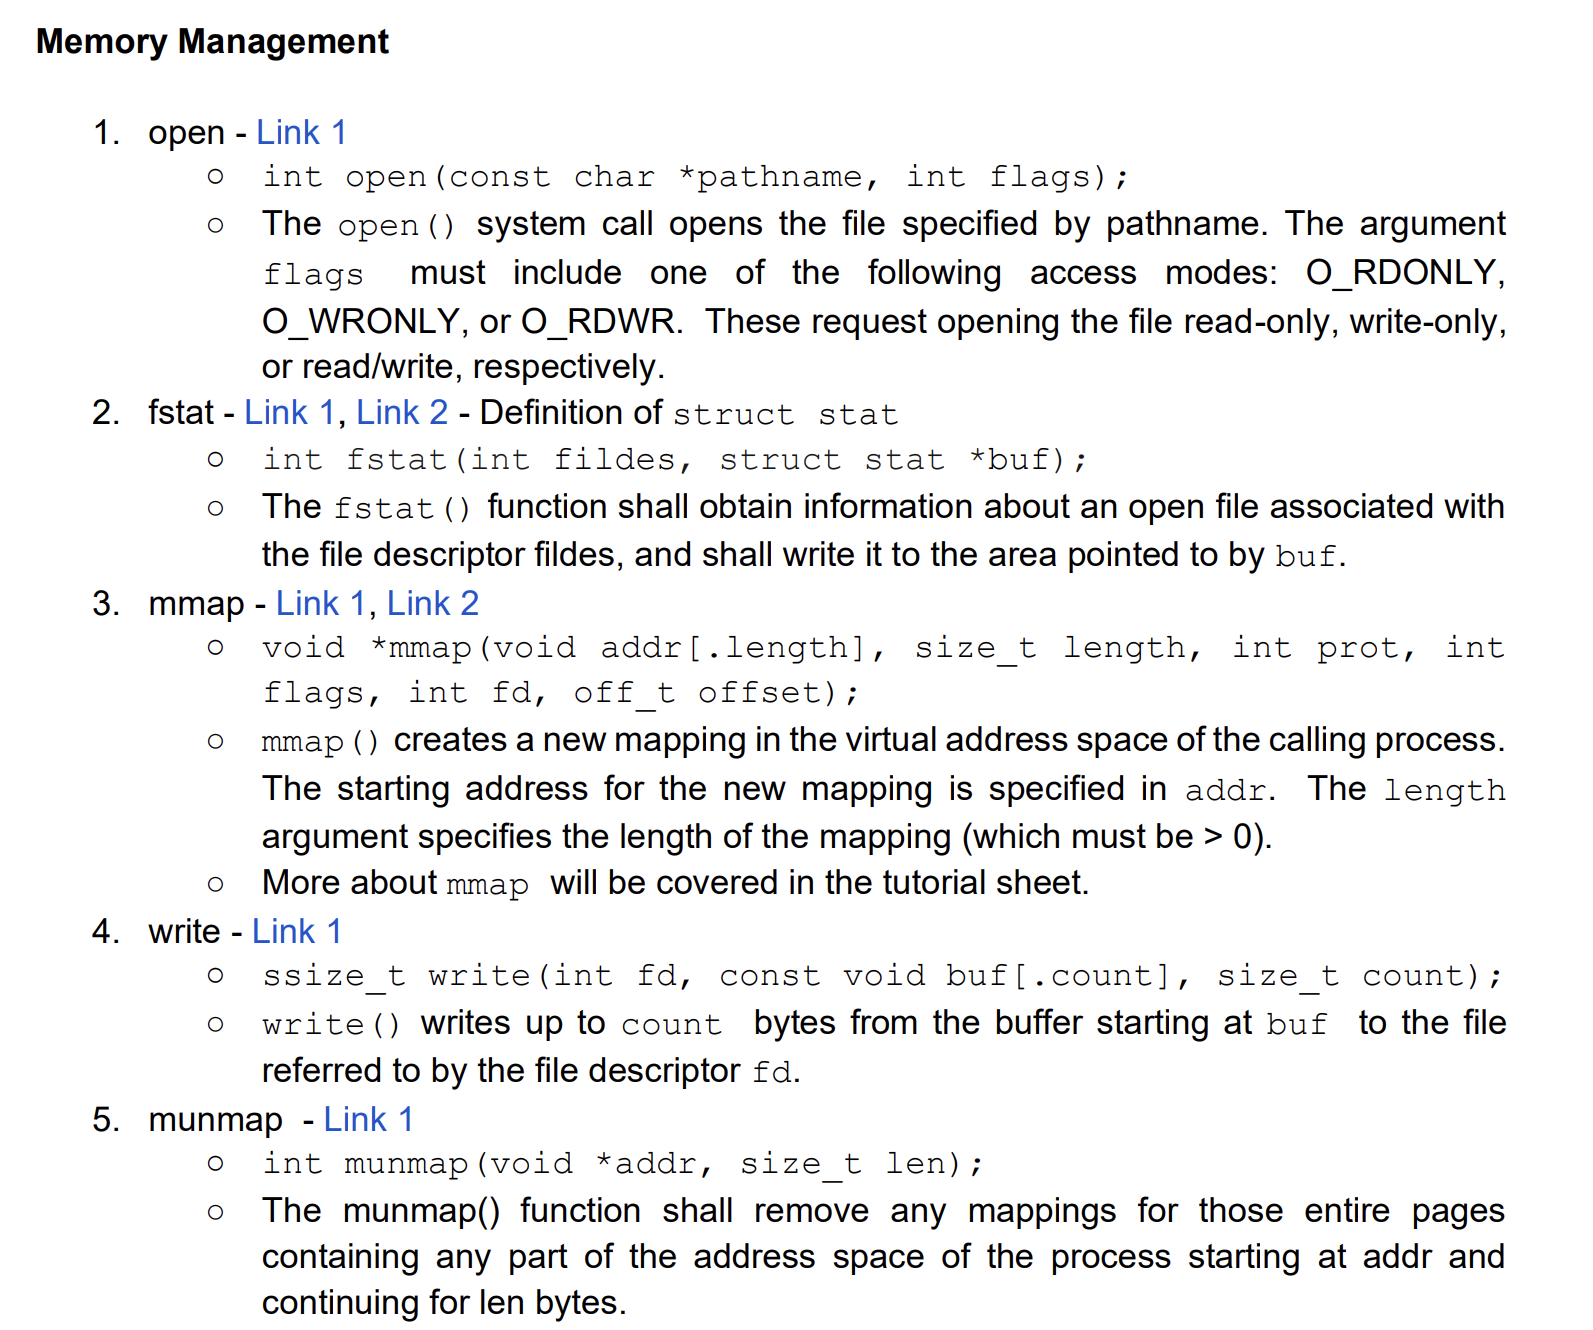 Memory Management
1. open - Link 1
○ int open(const char *pathname, int flags);
○ The open() system call opens the file specified by pathname. The argument
flags must include one of the following access modes: O_RDONLY,
O_WRONLY, or O_RDWR. These request opening the file read-only, write-only,
or read/write, respectively.
2. fstat - Link 1, Link 2 - Definition of struct stat
○ int fstat(int fildes, struct stat *buf);
○ The fstat() function shall obtain information about an open file associated with
the file descriptor fildes, and shall write it to the area pointed to by buf.
3. mmap - Link 1, Link 2
○ void *mmap(void addr[.length], size_t length, int prot, int
flags, int fd, off_t offset);
○ mmap() creates a new mapping in the virtual address space of the calling process.
The starting address for the new mapping is specified in addr. The length
argument specifies the length of the mapping (which must be > 0).
○ More about mmap will be covered in the tutorial sheet.
4. write - Link 1
○ ssize_t write(int fd, const void buf[.count], size_t count);
○ write() writes up to count bytes from the buffer starting at buf to the file
referred to by the file descriptor fd.
5. munmap - Link 1
○ int munmap(void *addr, size_t len);
○ The munmap() function shall remove any mappings for those entire pages
containing any part of the address space of the process starting at addr and
continuing for len bytes.